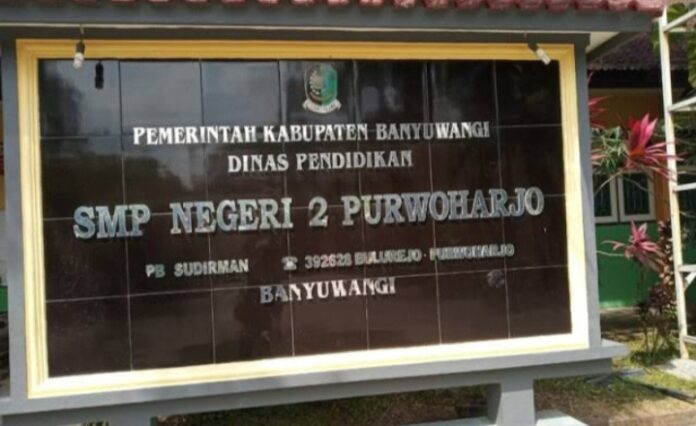 PEMERINTAH KABUPATEN BANYUWANGI
DINAS PENDIDIKAN
SMP NEGERI 2 PURWOHARJO
PB SUDIRMAN ☎ 392628 BULUREJO - PURWOHARJO
BANYUWANGI